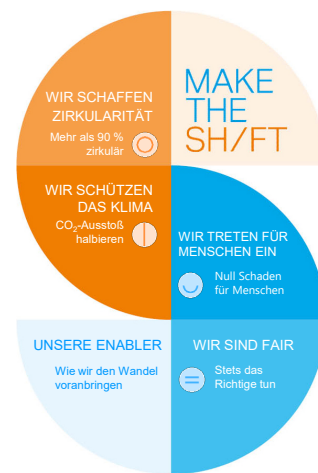 WIR SCHAFFEN
ZIRKULARITÄT
Mehr als 90 %
zirkulär
MAKE
THE
SH/FT
WIR SCHÜTZEN
DAS KLIMA
CO₂-Ausstoß
halbieren
WIR TRETEN FÜR
MENSCHEN EIN
Null Schaden
für Menschen
UNSERE ENABLER
Wie wir den Wandel
voranbringen
WIR SIND FAIR
Stets das
Richtige tun